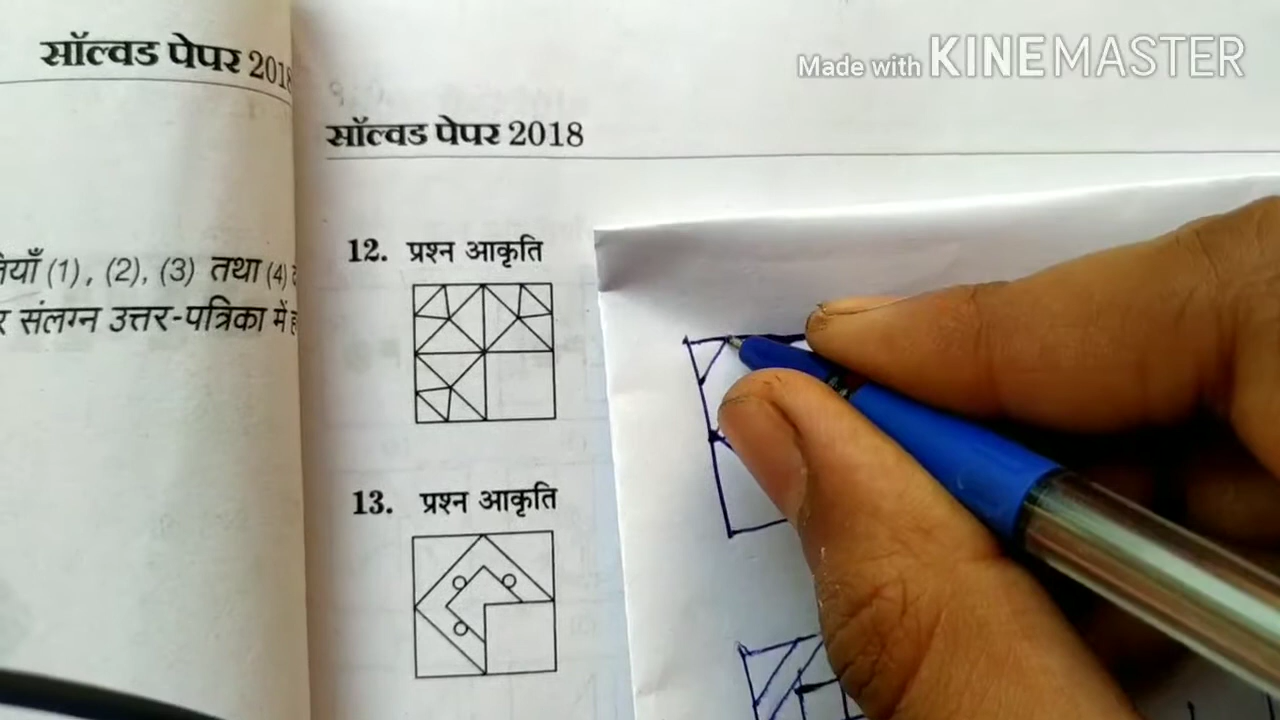 सॉल्वड पेपर 2018
Made with KINEMASTER
सॉल्वड पेपर 2018
(1), (2), (3) तथा (4)
संलग्न उत्तर-पत्रिका में
12. प्रश्न आकृति
13. प्रश्न आकृति